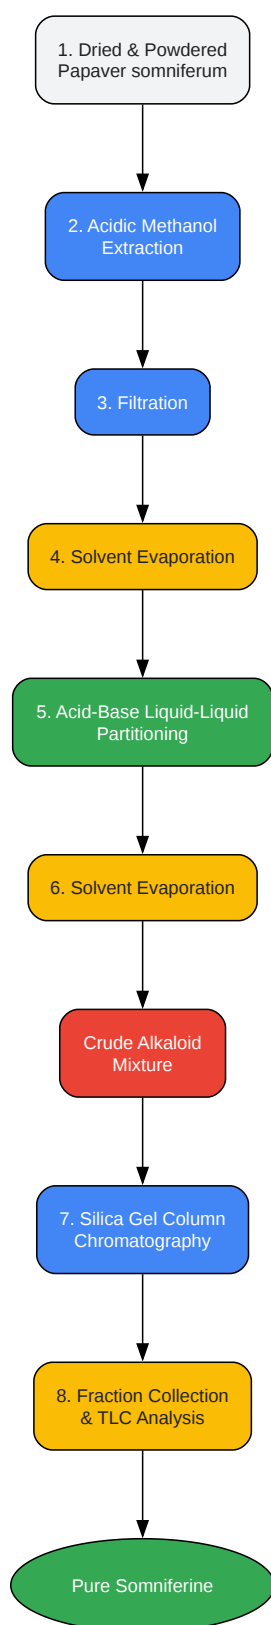 1. Dried & Powdered
Papaver somniferum
2. Acidic Methanol
Extraction
3. Filtration
4. Solvent Evaporation
5. Acid-Base Liquid-Liquid
Partitioning
6. Solvent Evaporation
Crude Alkaloid
Mixture
7. Silica Gel Column
Chromatography
8. Fraction Collection
& TLC Analysis
Pure Somniferine